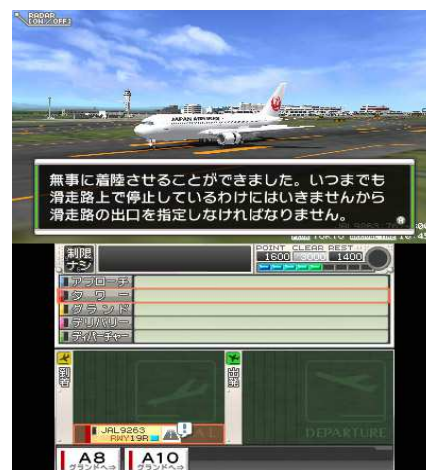 RADAR
[ON/OFF]
JAPAN AIRLINES
無事に着陸させることができました。いつまでも
滑走路上で停止しているわけにはいきませんから
滑走路の出口を指定しなければなりません。
制限
ナシ
POINT CLEAR REST
1600 3000 1400
アプローチ
タワー
グランド
デリバリー
ディパーチャー
到着
出発
JAL9263
RWY19R
DEPARTURE
A8 A10
グランドへ⇒ グランドへ⇒